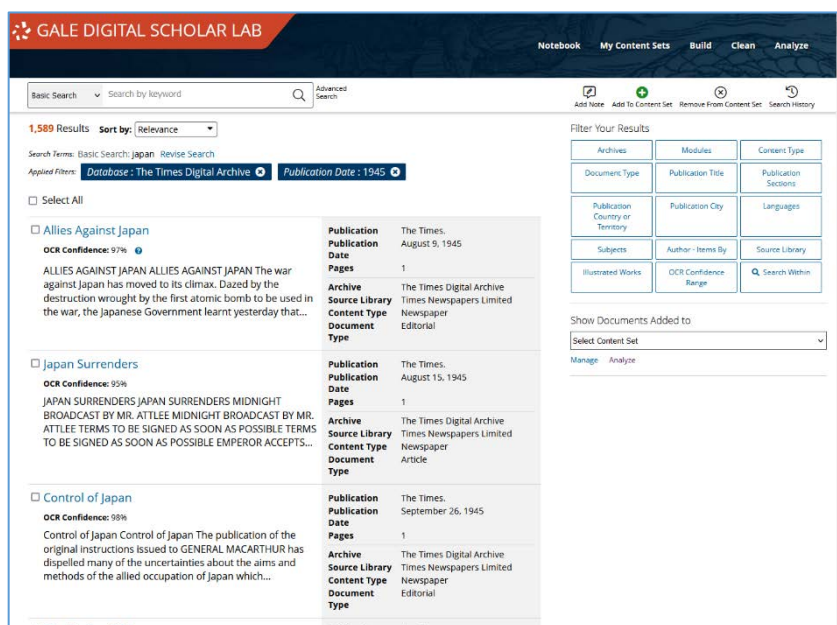 GALE DIGITAL SCHOLAR LAB
Notebook My Content Sets Build Clean Analyze
Basic Search Search by keyword Advanced Search
Add Note Add To Content Set Remove From Content Set Search History
1,589 Results Sort by: Relevance
Search Terms: Basic Search: japan Revise Search
Applied Filters: Database : The Times Digital Archive Publication Date : 1945
Select All
Allies Against Japan
OCR Confidence: 97%
ALLIES AGAINST JAPAN ALLIES AGAINST JAPAN The war
against Japan has moved to its climax. Dazed by the
destruction wrought by the first atomic bomb to be used in
the war, the Japanese Government learnt yesterday that...
Publication The Times.
Publication Date August 9, 1945
Pages 1
Archive The Times Digital Archive
Source Library Times Newspapers Limited
Content Type Newspaper
Document Type Editorial
Japan Surrenders
OCR Confidence: 95%
JAPAN SURRENDERS JAPAN SURRENDERS MIDNIGHT
BROADCAST BY MR. ATTLEE MIDNIGHT BROADCAST BY MR.
ATTLEE TERMS TO BE SIGNED AS SOON AS POSSIBLE TERMS
TO BE SIGNED AS SOON AS POSSIBLE EMPEROR ACCEPTS...
Publication The Times.
Publication Date August 15, 1945
Pages 1
Archive The Times Digital Archive
Source Library Times Newspapers Limited
Content Type Newspaper
Document Type Article
Control of Japan
OCR Confidence: 98%
Control of Japan Control of Japan The publication of the
original instructions issued to GENERAL MACARTHUR has
dispelled many of the uncertainties about the aims and
methods of the allied occupation of Japan which...
Publication The Times.
Publication Date September 26, 1945
Pages 1
Archive The Times Digital Archive
Source Library Times Newspapers Limited
Content Type Newspaper
Document Type Editorial
Filter Your Results
Archives Modules Content Type
Document Type Publication Title Publication Sections
Publication Country or Territory Publication City Languages
Subjects Author - Items By Source Library
Illustrated Works OCR Confidence Range Search Within
Show Documents Added to
Select Content Set
Manage Analyze